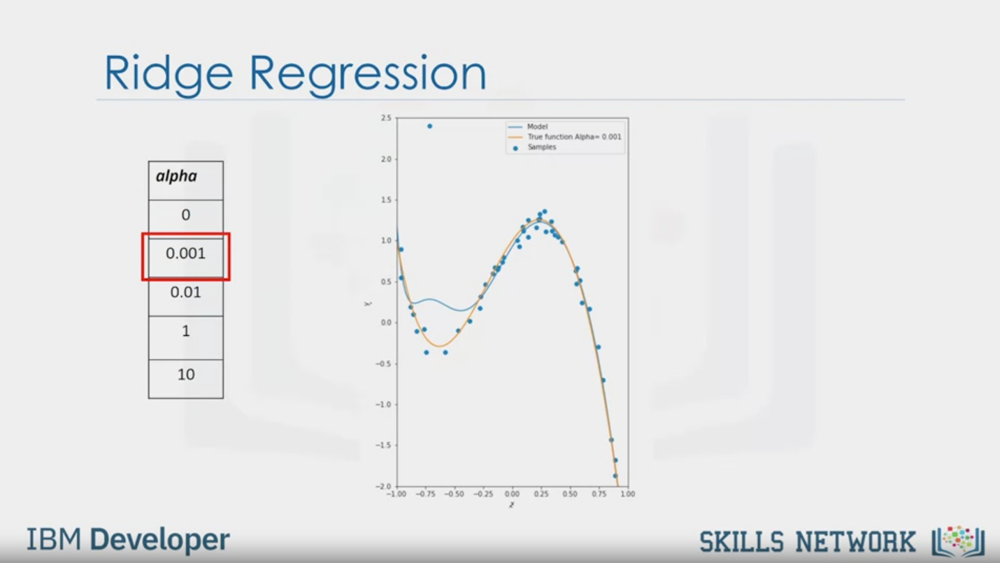 Ridge Regression
alpha
0
0.001
0.01
1
10
2.5
2.0
1.5
1.0
0.5
0.0
−0.5
−1.0
−1.5
−2.0
y
Model
True function Alpha= 0.001
Samples
−1.00 −0.75 −0.50 −0.25 0.00 0.25 0.50 0.75 1.00
x
IBM Developer
SKILLS NETWORK